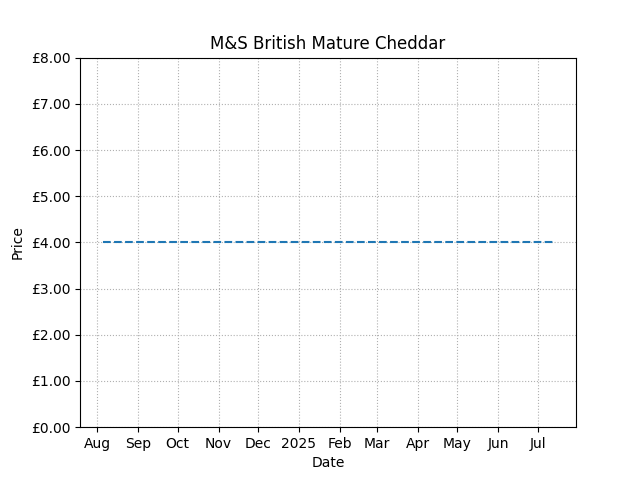 M&S British Mature Cheddar
£8.00
£7.00
£6.00
£5.00
£4.00
£3.00
£2.00
£1.00
£0.00
Price
Aug Sep Oct Nov Dec 2025 Feb Mar Apr May Jun Jul
Date